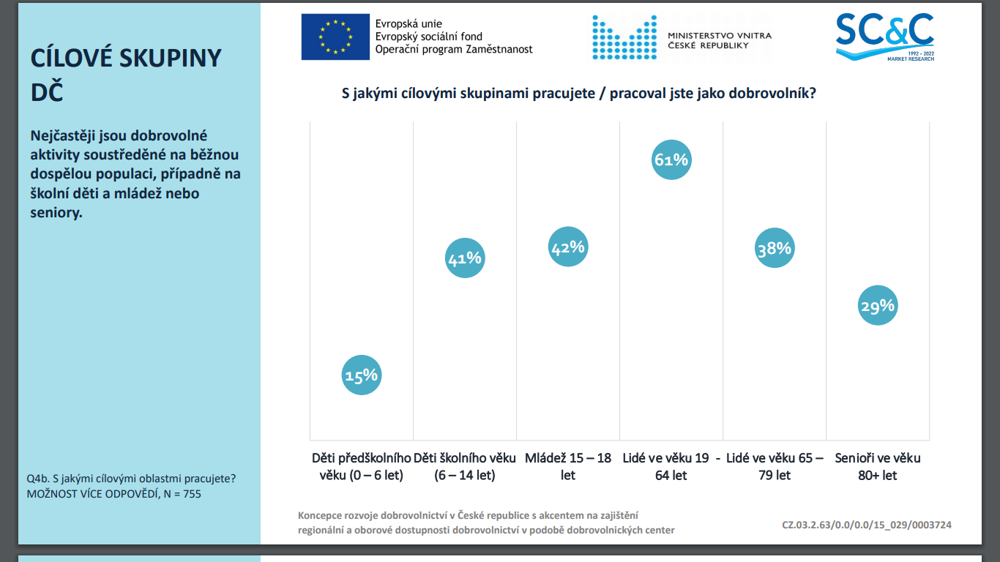 CÍLOVÉ SKUPINY
DČ
Nejčastěji jsou dobrovolné
aktivity soustředěné na běžnou
dospělou populaci, případně na
školní děti a mládež nebo
seniory.
Q4b. S jakými cílovými oblastmi pracujete?
MOŽNOST VÍCE ODPOVĚDÍ, N = 755
Evropská unie
Evropský sociální fond
Operační program Zaměstnanost
MINISTERSTVO VNITRA
ČESKÉ REPUBLIKY
SC&C
1992 - 2022
MARKET RESEARCH
S jakými cílovými skupinami pracujete / pracoval jste jako dobrovolník?
15%
41%
42%
61%
38%
29%
Děti předškolního
věku (0 – 6 let)
Děti školního věku
(6 – 14 let)
Mládež 15 – 18
let
Lidé ve věku 19 -
64 let
Lidé ve věku 65 –
79 let
Senioři ve věku
80+ let
Koncepce rozvoje dobrovolnictví v České republice s akcentem na zajištění
regionální a oborové dostupnosti dobrovolnictví v podobě dobrovolnických center
CZ.03.2.63/0.0/0.0/15_029/0003724